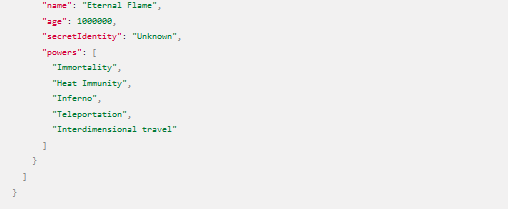 "name": "Eternal Flame",
"age": 1000000,
"secretIdentity": "Unknown",
"powers": [
"Immortality",
"Heat Immunity",
"Inferno",
"Teleportation",
"Interdimensional travel"
]
}
]
}